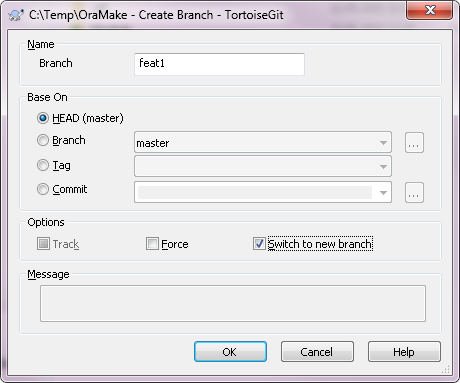 C:\Temp\OraMake - Create Branch - TortoiseGit
Name
Branch feat1
Base On
HEAD (master)
Branch master ...
Tag
Commit ...
Options
Track Force Switch to new branch
Message
OK Cancel Help